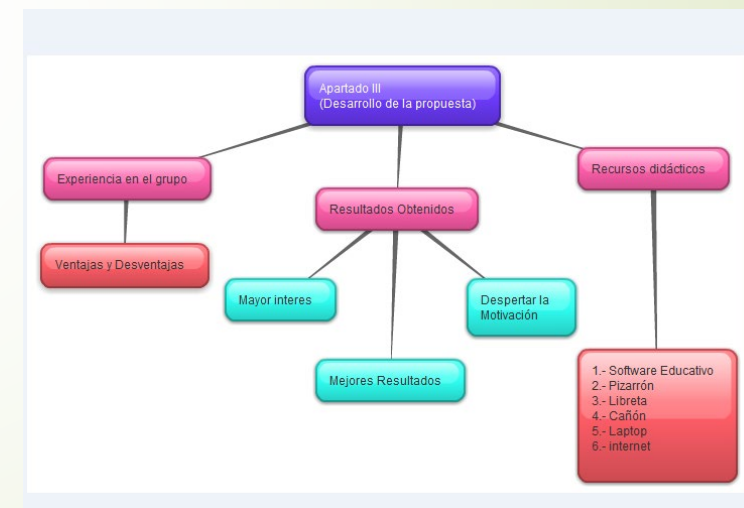 Apartado III
(Desarrollo de la propuesta)
Experiencia en el grupo
Recursos didácticos
Resultados Obtenidos
Ventajas y Desventajas
Mayor interes
Despertar la
Motivación
Mejores Resultados
1.- Software Educativo
2.- Pizarrón
3.- Libreta
4.- Cañón
5.- Laptop
6.- internet